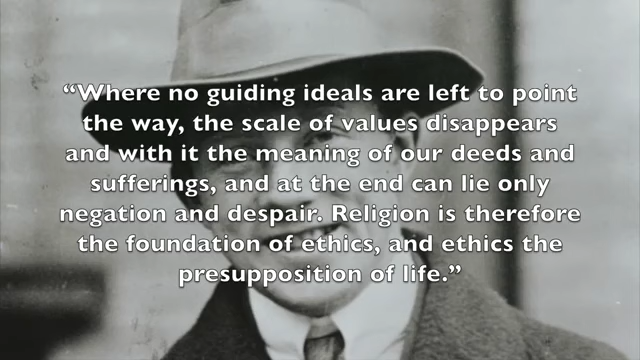 “Where no guiding ideals are left to point
the way, the scale of values disappears
and with it the meaning of our deeds and
sufferings, and at the end can lie only
negation and despair. Religion is therefore
the foundation of ethics, and ethics the
presupposition of life.”